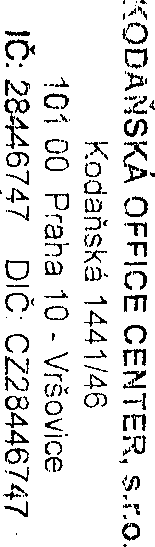 KODAŇSKÁ OFFICE CENTER, s.r.o.
Kodaňská 1441/46
101 00 Praha 10 - Vršovice
IČ: 28446747 DIČ: CZ28446747